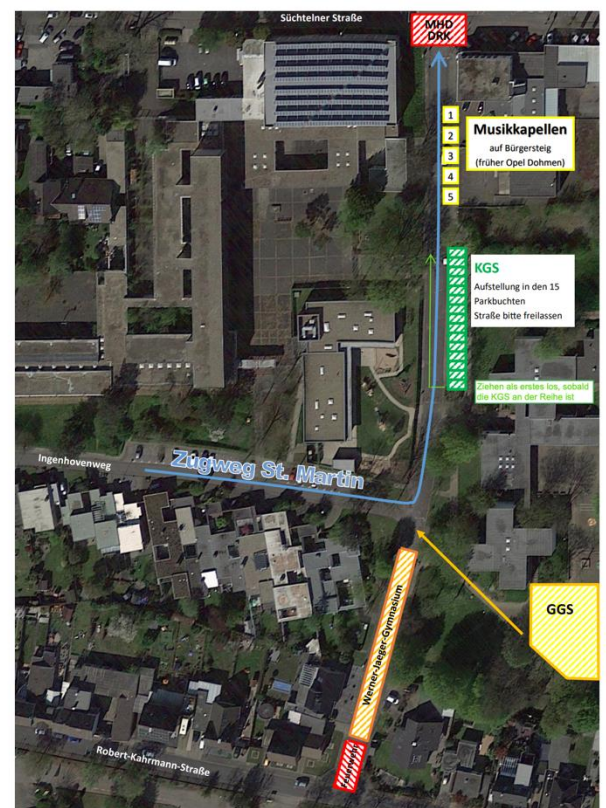 Süchtelner Straße
MHD
DRK
1
2
3
4
5
Musikkapellen
auf Bürgersteig
(früher Opel Dohmen)
KGS
Aufstellung in den 15
Parkbuchten
Straße bitte freilassen
Ziehen als erstes los, sobald
die KGS an der Reihe ist
Ingenhovenweg
Zugweg St. Martin
GGS
Werner-Jaeger-Gymnasium
Robert-Kahrmann-Straße